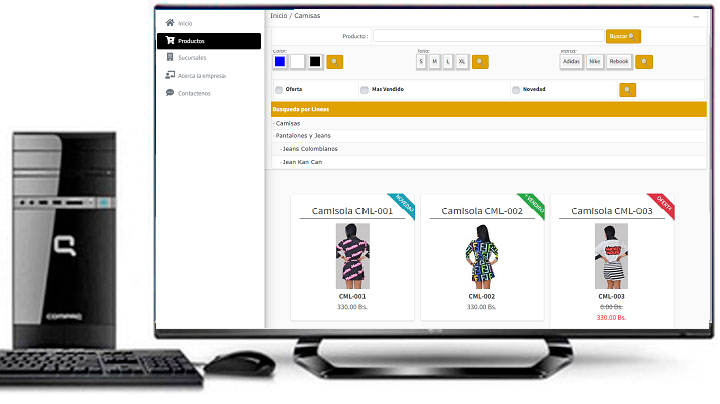 Inicio
Productos
Sucursales
Acerca la empresa
Contactenos
Inicio / Camisas
Producto :
Buscar
Color:
Talla:
S M L XL
Marca:
Adidas Nike Rebook
Oferta
Mas Vendido
Novedad
Busqueda por Lineas
- Camisas
- Pantalones y Jeans
- Jeans Colombianos
- Jean Kan Can
NOVEDAD
Camisola CML-001
CML-001
330.00 Bs.
+ VENDIDO
Camisola CML-002
CML-002
330.00 Bs.
OFERTA
Camisola CML-003
CML-003
0.00 Bs.
330.00 Bs.
COMPAQ